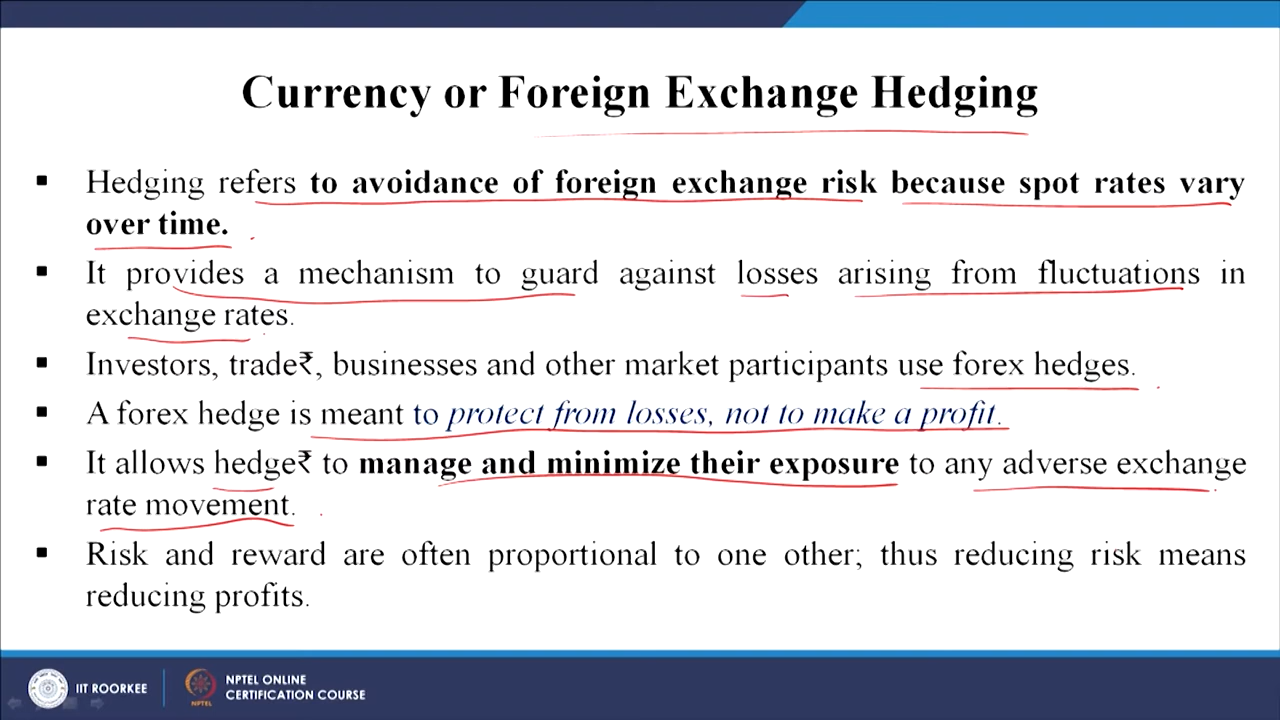 Currency or Foreign Exchange Hedging
▪ Hedging refers to avoidance of foreign exchange risk because spot rates vary
over time.
▪ It provides a mechanism to guard against losses arising from fluctuations in
exchange rates.
▪ Investors, trade₹, businesses and other market participants use forex hedges.
▪ A forex hedge is meant to protect from losses, not to make a profit.
▪ It allows hedge₹ to manage and minimize their exposure to any adverse exchange
rate movement.
▪ Risk and reward are often proportional to one other; thus reducing risk means
reducing profits.
IIT ROORKEE
NPTEL
NPTEL ONLINE
CERTIFICATION COURSE